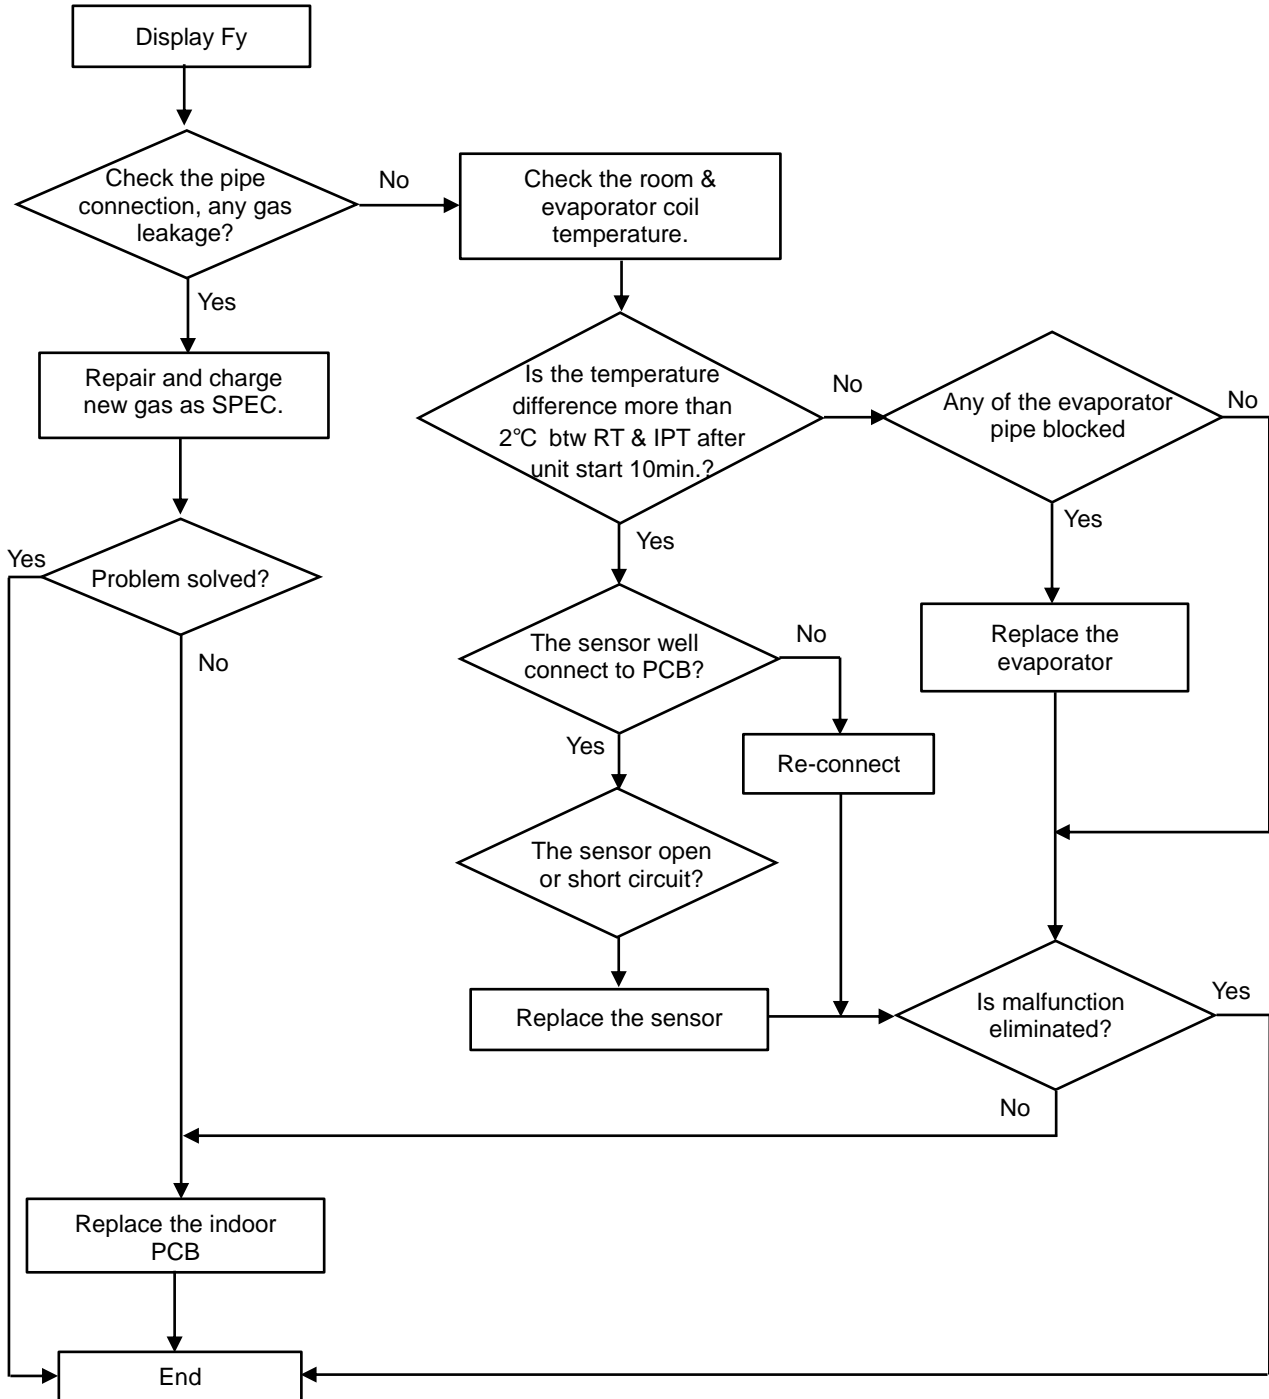 Display Fy
Check the pipe
connection, any gas
leakage?
No
Check the room &
evaporator coil
temperature.
Yes
Repair and charge
new gas as SPEC.
Is the temperature
difference more than
2℃ btw RT & IPT after
unit start 10min.?
No
Any of the evaporator
pipe blocked
No
Yes
Yes
Yes
Problem solved?
No
The sensor well
connect to PCB?
No
Replace the
evaporator
Yes
Re-connect
The sensor open
or short circuit?
Replace the sensor
Is malfunction
eliminated?
Yes
No
Replace the indoor
PCB
End